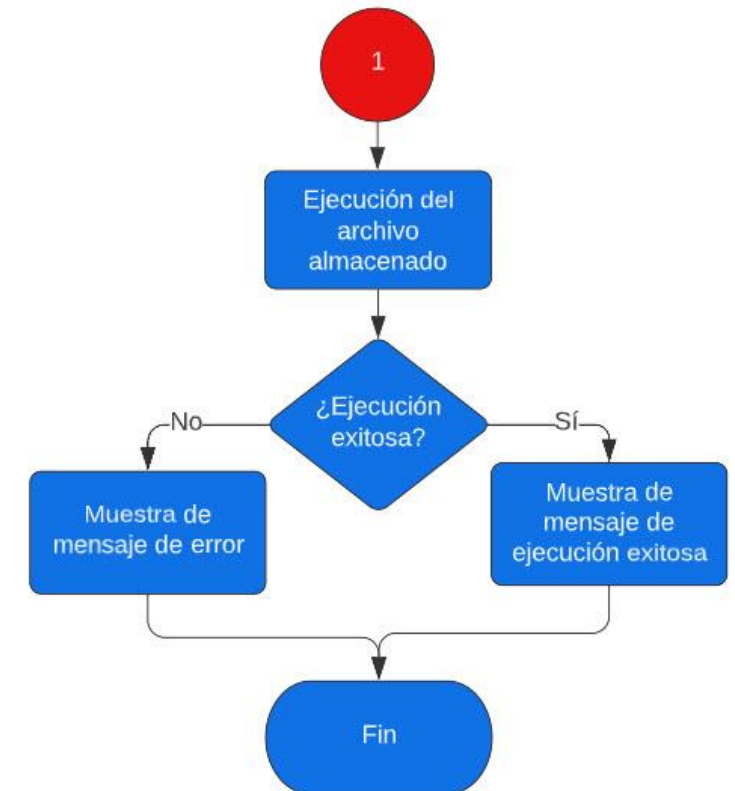 1
Ejecución del
archivo
almacenado
¿Ejecución
exitosa?
No
Sí
Muestra de
mensaje de error
Muestra de
mensaje de
ejecución exitosa
Fin